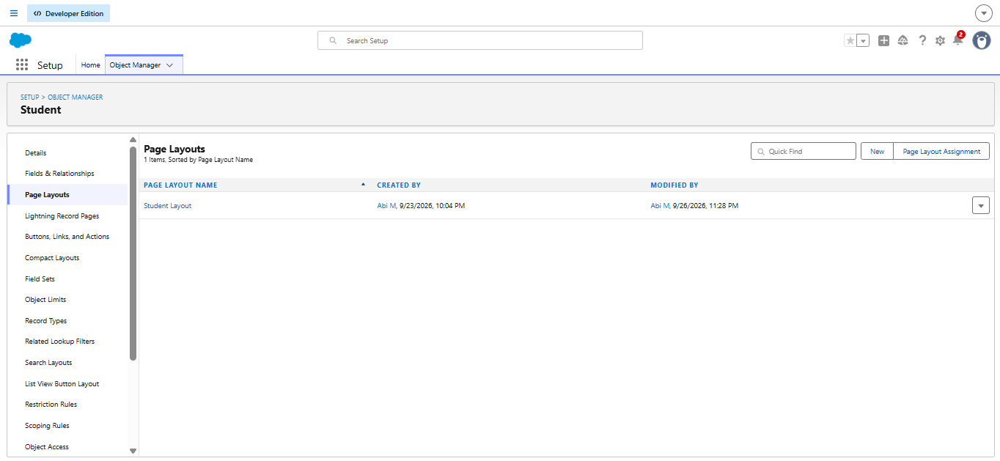 Developer Edition
Search Setup
2
Setup
Home
Object Manager
SETUP > OBJECT MANAGER
Student
Details
Fields & Relationships
Page Layouts
Lightning Record Pages
Buttons, Links, and Actions
Compact Layouts
Field Sets
Object Limits
Record Types
Related Lookup Filters
Search Layouts
List View Button Layout
Restriction Rules
Scoping Rules
Object Access
Page Layouts
1 Items, Sorted by Page Layout Name
Quick Find
New
Page Layout Assignment
PAGE LAYOUT NAME CREATED BY MODIFIED BY
Student Layout Abi M, 9/23/2026, 10:04 PM Abi M, 9/26/2026, 11:28 PM